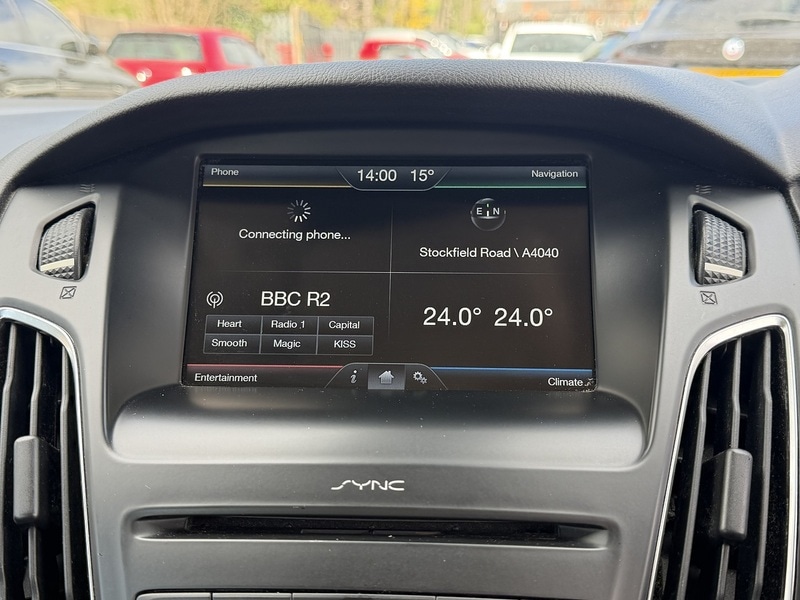 Phone
14:00 15°
Navigation
Connecting phone...
E N
Stockfield Road \ A4040
BBC R2
Heart Radio 1 Capital
Smooth Magic KISS
24.0° 24.0°
Entertainment
i
Climate
SYNC